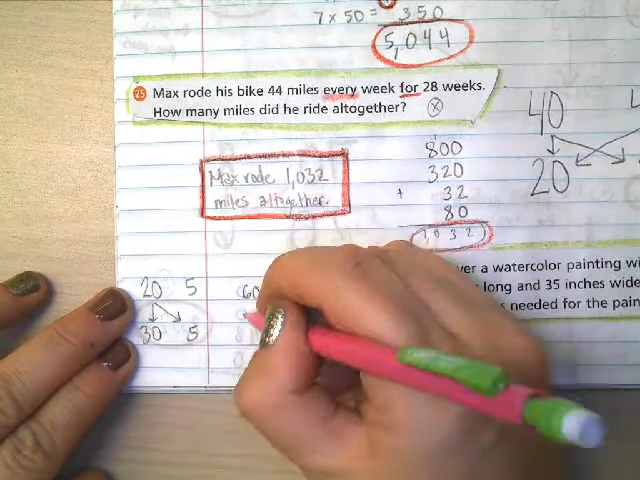 7 x 50 = 350
5,044
25 Max rode his bike 44 miles every week for 28 weeks.
How many miles did he ride altogether? x
40
20
Max rode 1,032
miles altogether.
1
800
320
+ 32
80
1032
ver a watercolor painting wi
long and 35 inches wide
s needed for the pain
20 5
30 5
60